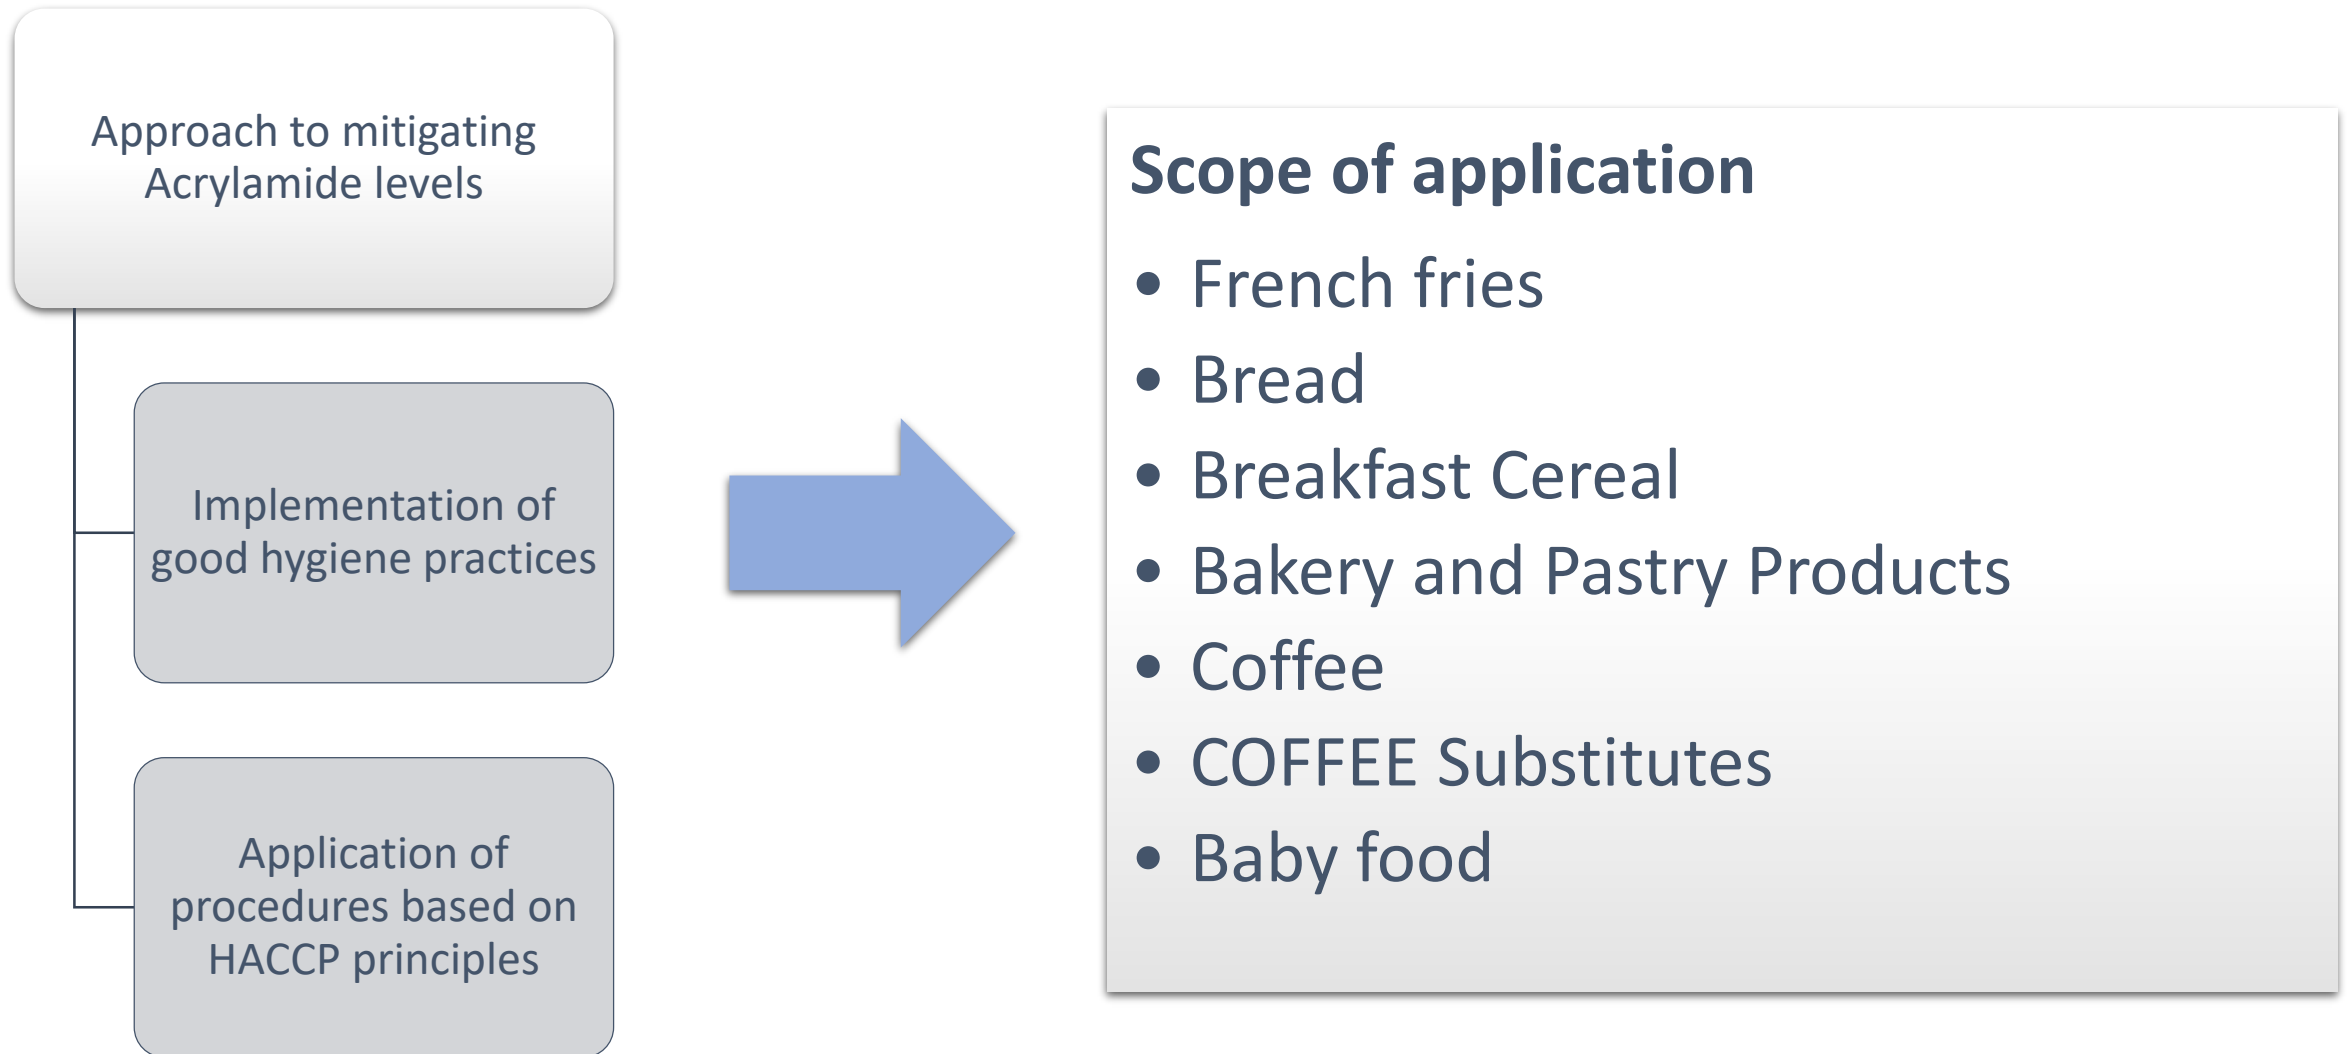 Approach to mitigating
Acrylamide levels
Implementation of
good hygiene practices
Application of
procedures based on
HACCP principles
Scope of application
• French fries
• Bread
• Breakfast Cereal
• Bakery and Pastry Products
• Coffee
• COFFEE Substitutes
• Baby food